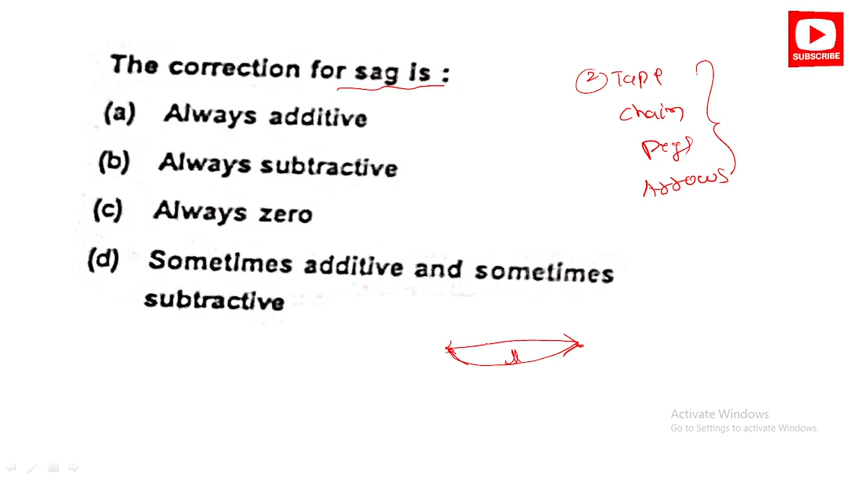 The correction for sag is :
(a) Always additive
(b) Always subtractive
(c) Always zero
(d) Sometimes additive and sometimes
subtractive
② Tape
chain
pegs
Arrows
SUBSCRIBE
Activate Windows
Go to Settings to activate Windows.